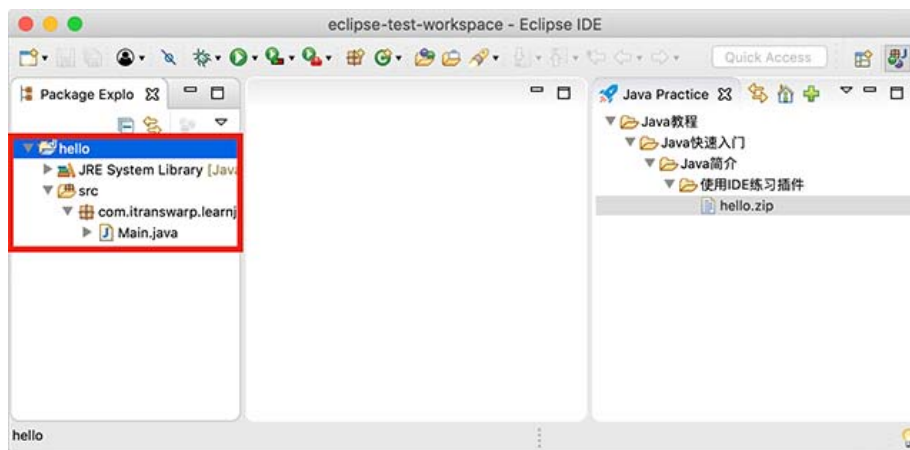 eclipse-test-workspace - Eclipse IDE
Quick Access
Package Explo
hello
JRE System Library [Java
src
com.itranswarp.learnj
Main.java
Java Practice
Java教程
Java快速入门
Java简介
使用IDE练习插件
hello.zip
hello